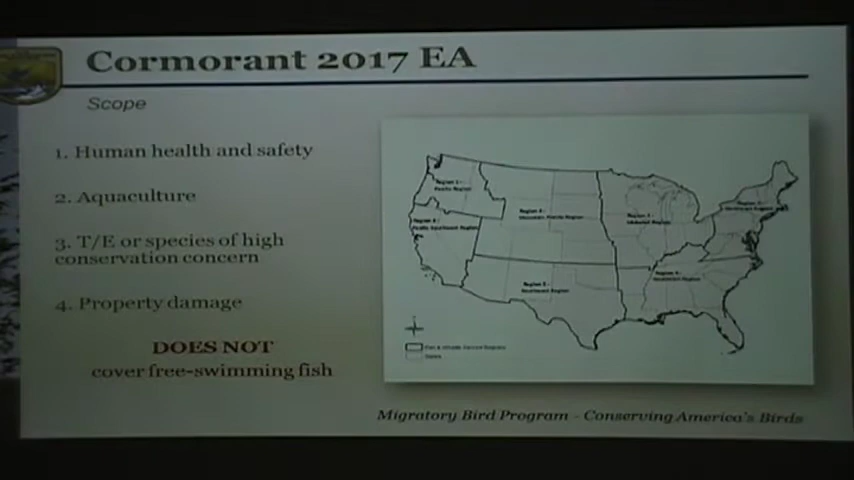 Cormorant 2017 EA
Scope
1. Human health and safety
2. Aquaculture
3. T/E or species of high
conservation concern
4. Property damage
DOES NOT
cover free-swimming fish
Migratory Bird Program - Conserving America's Birds